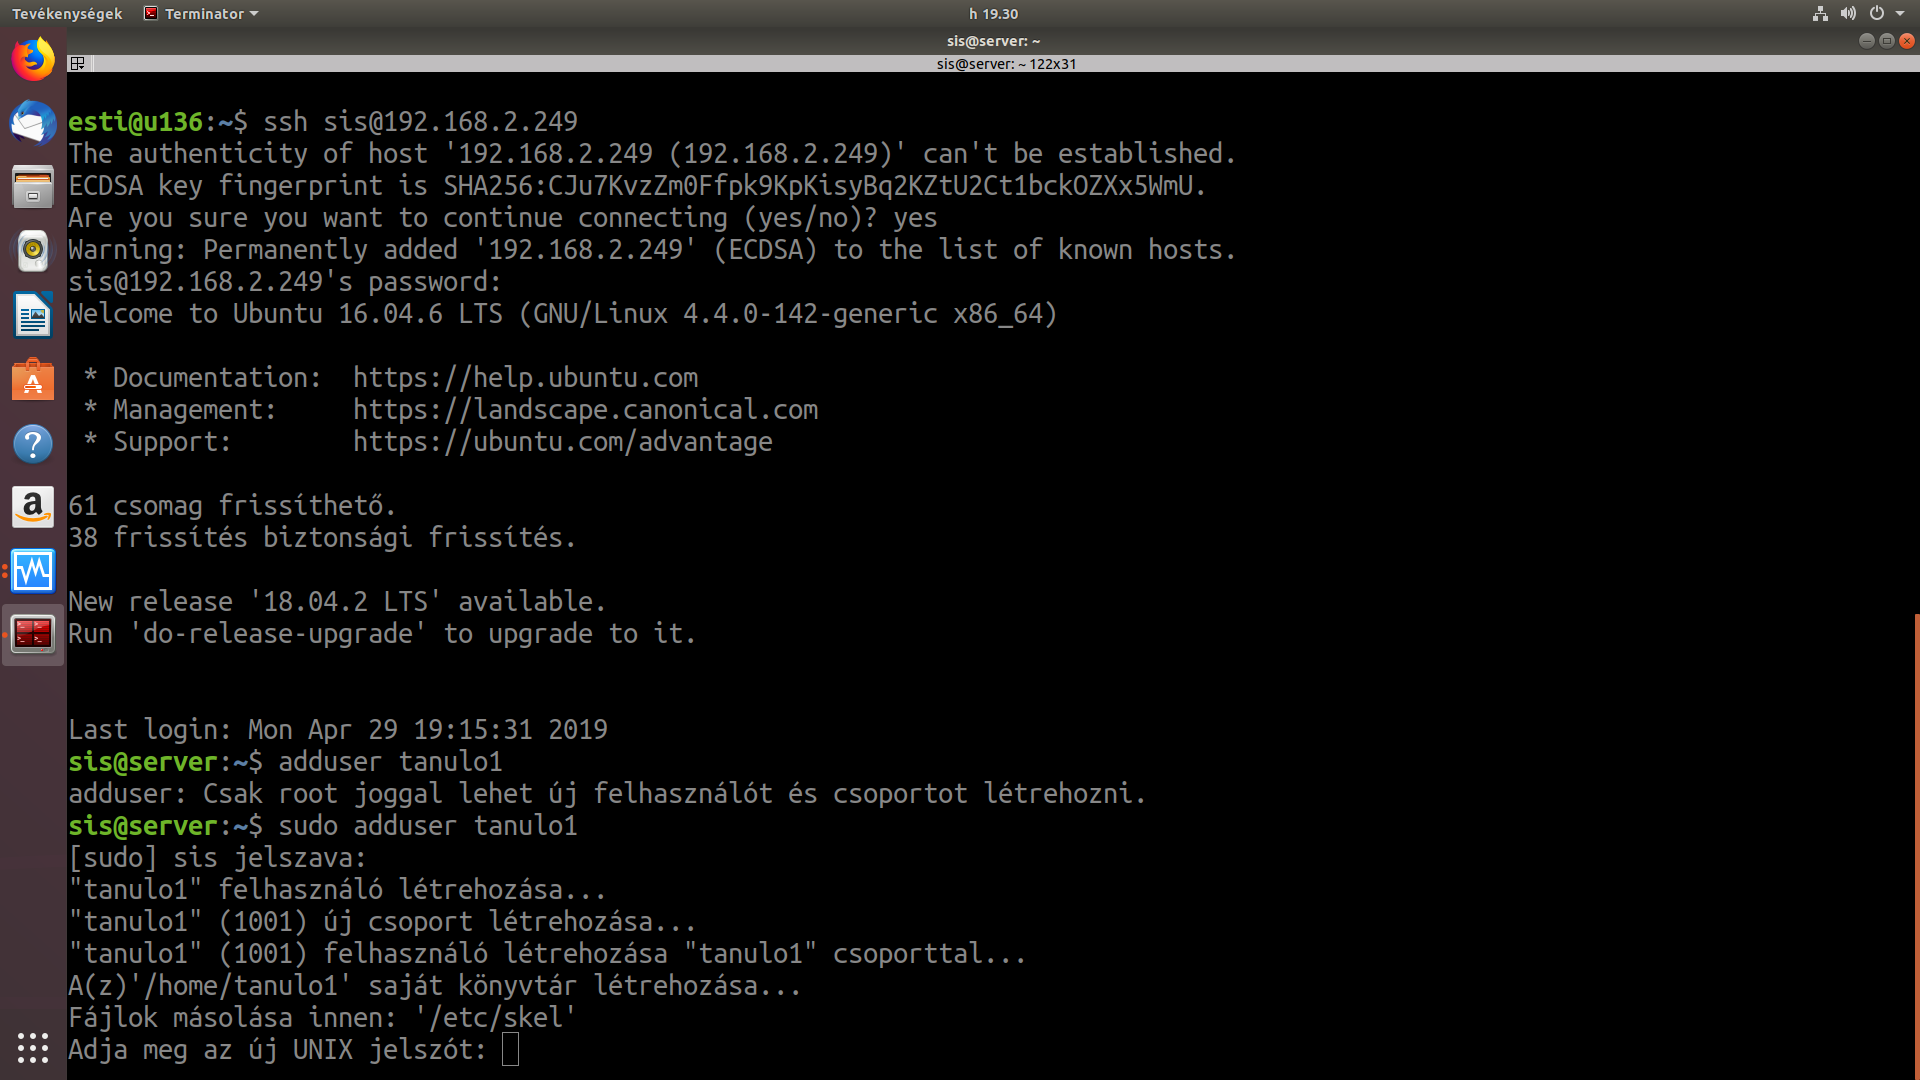 Tevékenységek Terminator h 19.30
sis@server: ~
sis@server: ~ 122x31
esti@u136:~$ ssh sis@192.168.2.249
The authenticity of host '192.168.2.249 (192.168.2.249)' can't be established.
ECDSA key fingerprint is SHA256:CJu7KvzZm0Ffpk9KpKisyBq2KZtU2Ct1bckOZXx5WmU.
Are you sure you want to continue connecting (yes/no)? yes
Warning: Permanently added '192.168.2.249' (ECDSA) to the list of known hosts.
sis@192.168.2.249's password:
Welcome to Ubuntu 16.04.6 LTS (GNU/Linux 4.4.0-142-generic x86_64)
* Documentation:  https://help.ubuntu.com
* Management:     https://landscape.canonical.com
* Support:        https://ubuntu.com/advantage
61 csomag frissíthető.
38 frissítés biztonsági frissítés.
New release '18.04.2 LTS' available.
Run 'do-release-upgrade' to upgrade to it.
Last login: Mon Apr 29 19:15:31 2019
sis@server:~$ adduser tanulo1
adduser: Csak root joggal lehet új felhasználót és csoportot létrehozni.
sis@server:~$ sudo adduser tanulo1
[sudo] sis jelszava:
"tanulo1" felhasználó létrehozása...
"tanulo1" (1001) új csoport létrehozása...
"tanulo1" (1001) felhasználó létrehozása "tanulo1" csoporttal...
A(z)'/home/tanulo1' saját könyvtár létrehozása...
Fájlok másolása innen: '/etc/skel'
Adja meg az új UNIX jelszót: